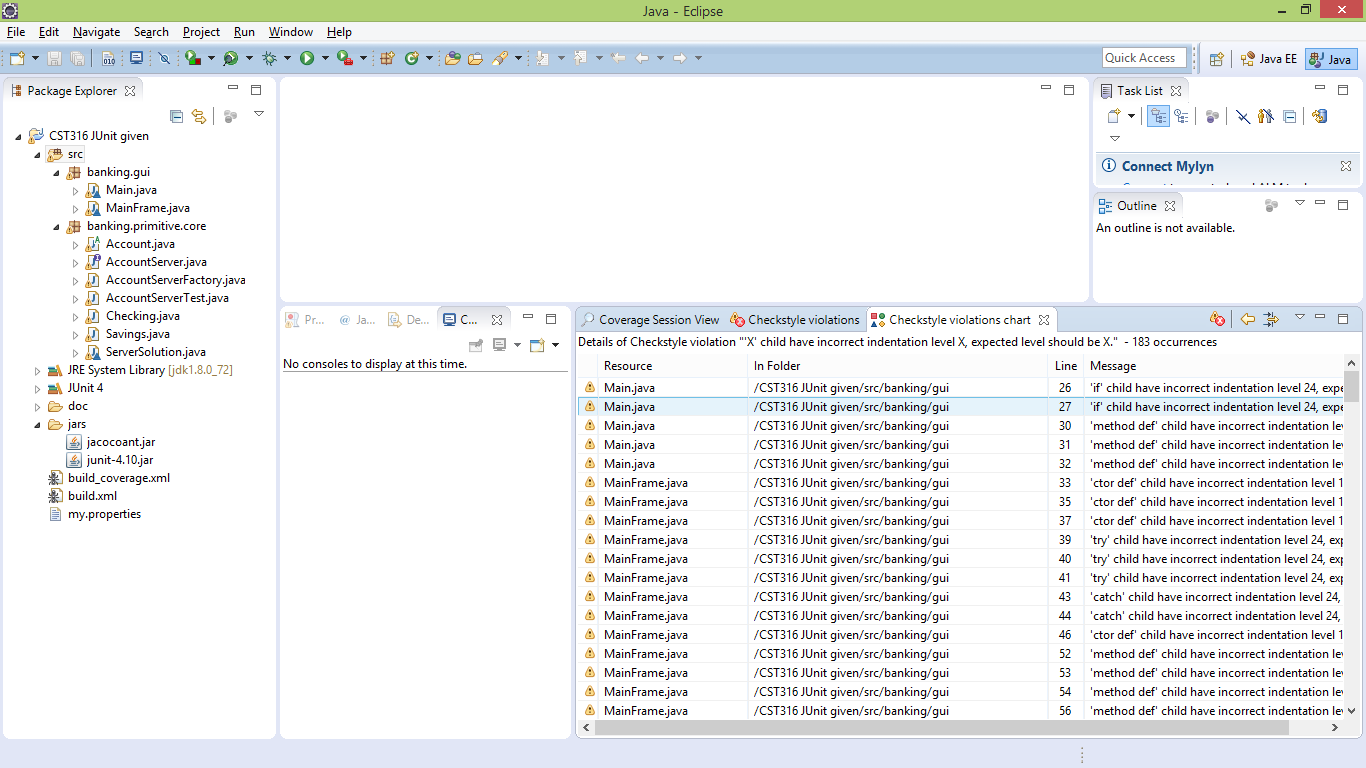 Java - Eclipse
File Edit Navigate Search Project Run Window Help
Quick Access
Java EE
Java
Package Explorer
CST316 JUnit given
src
banking.gui
Main.java
MainFrame.java
banking.primitive.core
Account.java
AccountServer.java
AccountServerFactory.java
AccountServerTest.java
Checking.java
Savings.java
ServerSolution.java
JRE System Library [jdk1.8.0_72]
JUnit 4
doc
jars
jacocoant.jar
junit-4.10.jar
build_coverage.xml
build.xml
my.properties
Task List
Connect Mylyn
Outline
An outline is not available.
Pr... Ja... De... C...
No consoles to display at this time.
Coverage Session View Checkstyle violations Checkstyle violations chart
Details of Checkstyle violation "'X' child have incorrect indentation level X, expected level should be X." - 183 occurrences
Resource In Folder Line Message
Main.java /CST316 JUnit given/src/banking/gui 26 'if' child have incorrect indentation level 24, expe
Main.java /CST316 JUnit given/src/banking/gui 27 'if' child have incorrect indentation level 24, expe
Main.java /CST316 JUnit given/src/banking/gui 30 'method def' child have incorrect indentation le
Main.java /CST316 JUnit given/src/banking/gui 31 'method def' child have incorrect indentation le
Main.java /CST316 JUnit given/src/banking/gui 32 'method def' child have incorrect indentation le
MainFrame.java /CST316 JUnit given/src/banking/gui 33 'ctor def' child have incorrect indentation level 1
MainFrame.java /CST316 JUnit given/src/banking/gui 35 'ctor def' child have incorrect indentation level 1
MainFrame.java /CST316 JUnit given/src/banking/gui 37 'ctor def' child have incorrect indentation level 1
MainFrame.java /CST316 JUnit given/src/banking/gui 39 'try' child have incorrect indentation level 24, exp
MainFrame.java /CST316 JUnit given/src/banking/gui 40 'try' child have incorrect indentation level 24, exp
MainFrame.java /CST316 JUnit given/src/banking/gui 41 'try' child have incorrect indentation level 24, exp
MainFrame.java /CST316 JUnit given/src/banking/gui 43 'catch' child have incorrect indentation level 24,
MainFrame.java /CST316 JUnit given/src/banking/gui 44 'catch' child have incorrect indentation level 24,
MainFrame.java /CST316 JUnit given/src/banking/gui 46 'ctor def' child have incorrect indentation level 1
MainFrame.java /CST316 JUnit given/src/banking/gui 52 'method def' child have incorrect indentation le
MainFrame.java /CST316 JUnit given/src/banking/gui 53 'method def' child have incorrect indentation le
MainFrame.java /CST316 JUnit given/src/banking/gui 54 'method def' child have incorrect indentation le
MainFrame.java /CST316 JUnit given/src/banking/gui 56 'method def' child have incorrect indentation le